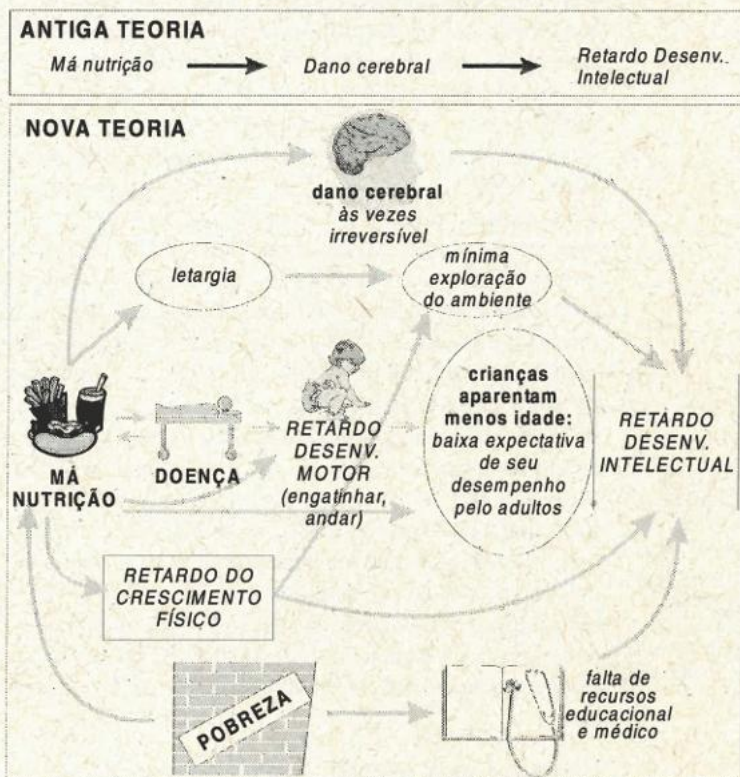 ANTIGA TEORIA
Má nutrição
Dano cerebral
Retardo Desenv..
Intelectual
NOVA TEORIA
dano cerebral
às vezes
irreversível
letargia
mínima
exploração
do ambiente
crianças
aparentam
menos idade:
baixa expectativa
de seu
desempenho
pelo adultos
RETARDO
DESENV.
INTELECTUAL
MÁ
NUTRIÇÃO
DOENÇA
RETARDO
DESENV.
MOTOR
(engatinhar,
andar)
RETARDO DO
CRESCIMENTO
FÍSICO
POBREZA
falta de
recursos
educacional
e médico